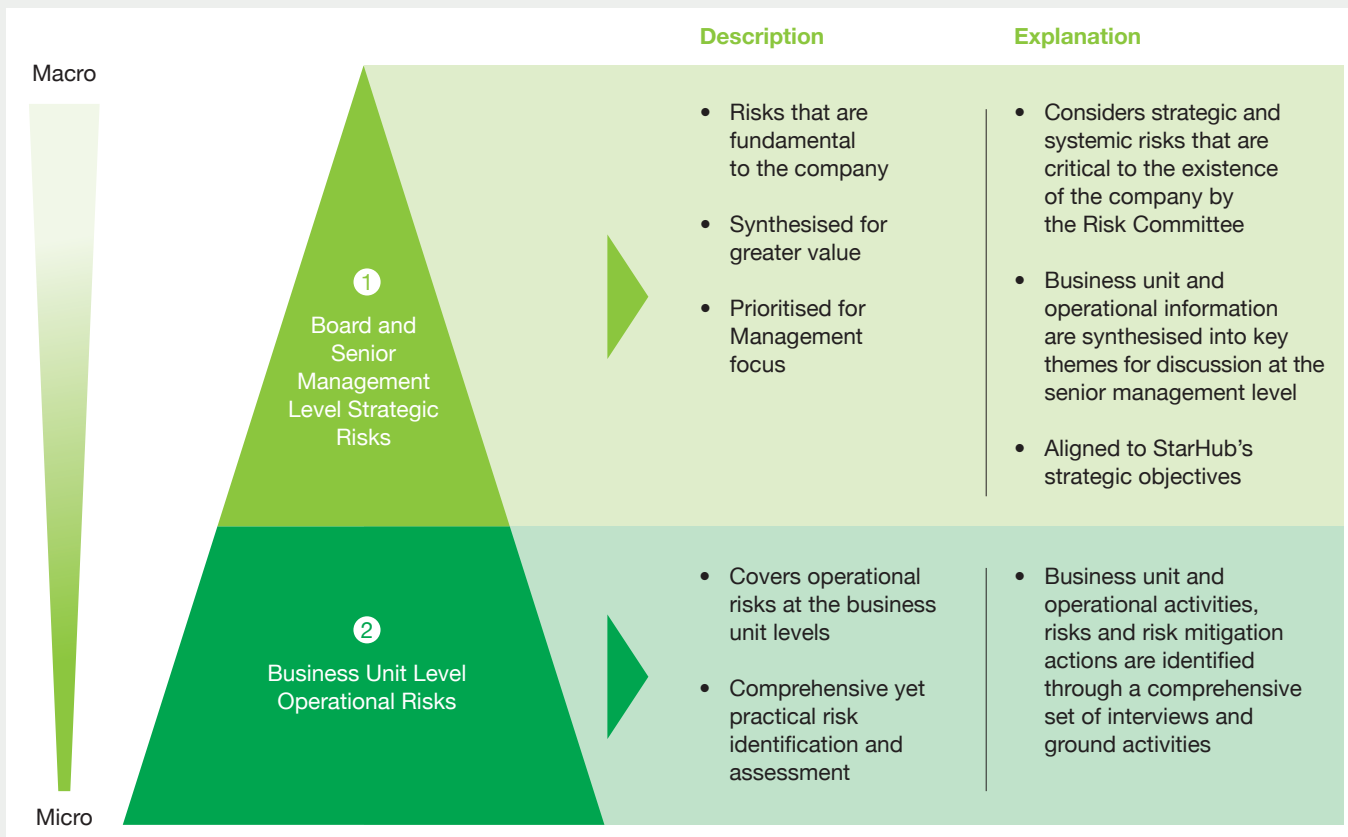 Description
Explanation
Macro
1
Board and
Senior
Management
Level Strategic
Risks
• Risks that are
fundamental
to the company
• Synthesised for
greater value
• Prioritised for
Management
focus
• Considers strategic and
systemic risks that are
critical to the existence
of the company by
the Risk Committee
• Business unit and
operational information
are synthesised into key
themes for discussion at the
senior management level
• Aligned to StarHub's
strategic objectives
2
Business Unit Level
Operational Risks
• Covers operational
risks at the business
unit levels
• Comprehensive yet
practical risk
identification and
assessment
• Business unit and
operational activities,
risks and risk mitigation
actions are identified
through a comprehensive
set of interviews and
ground activities
Micro